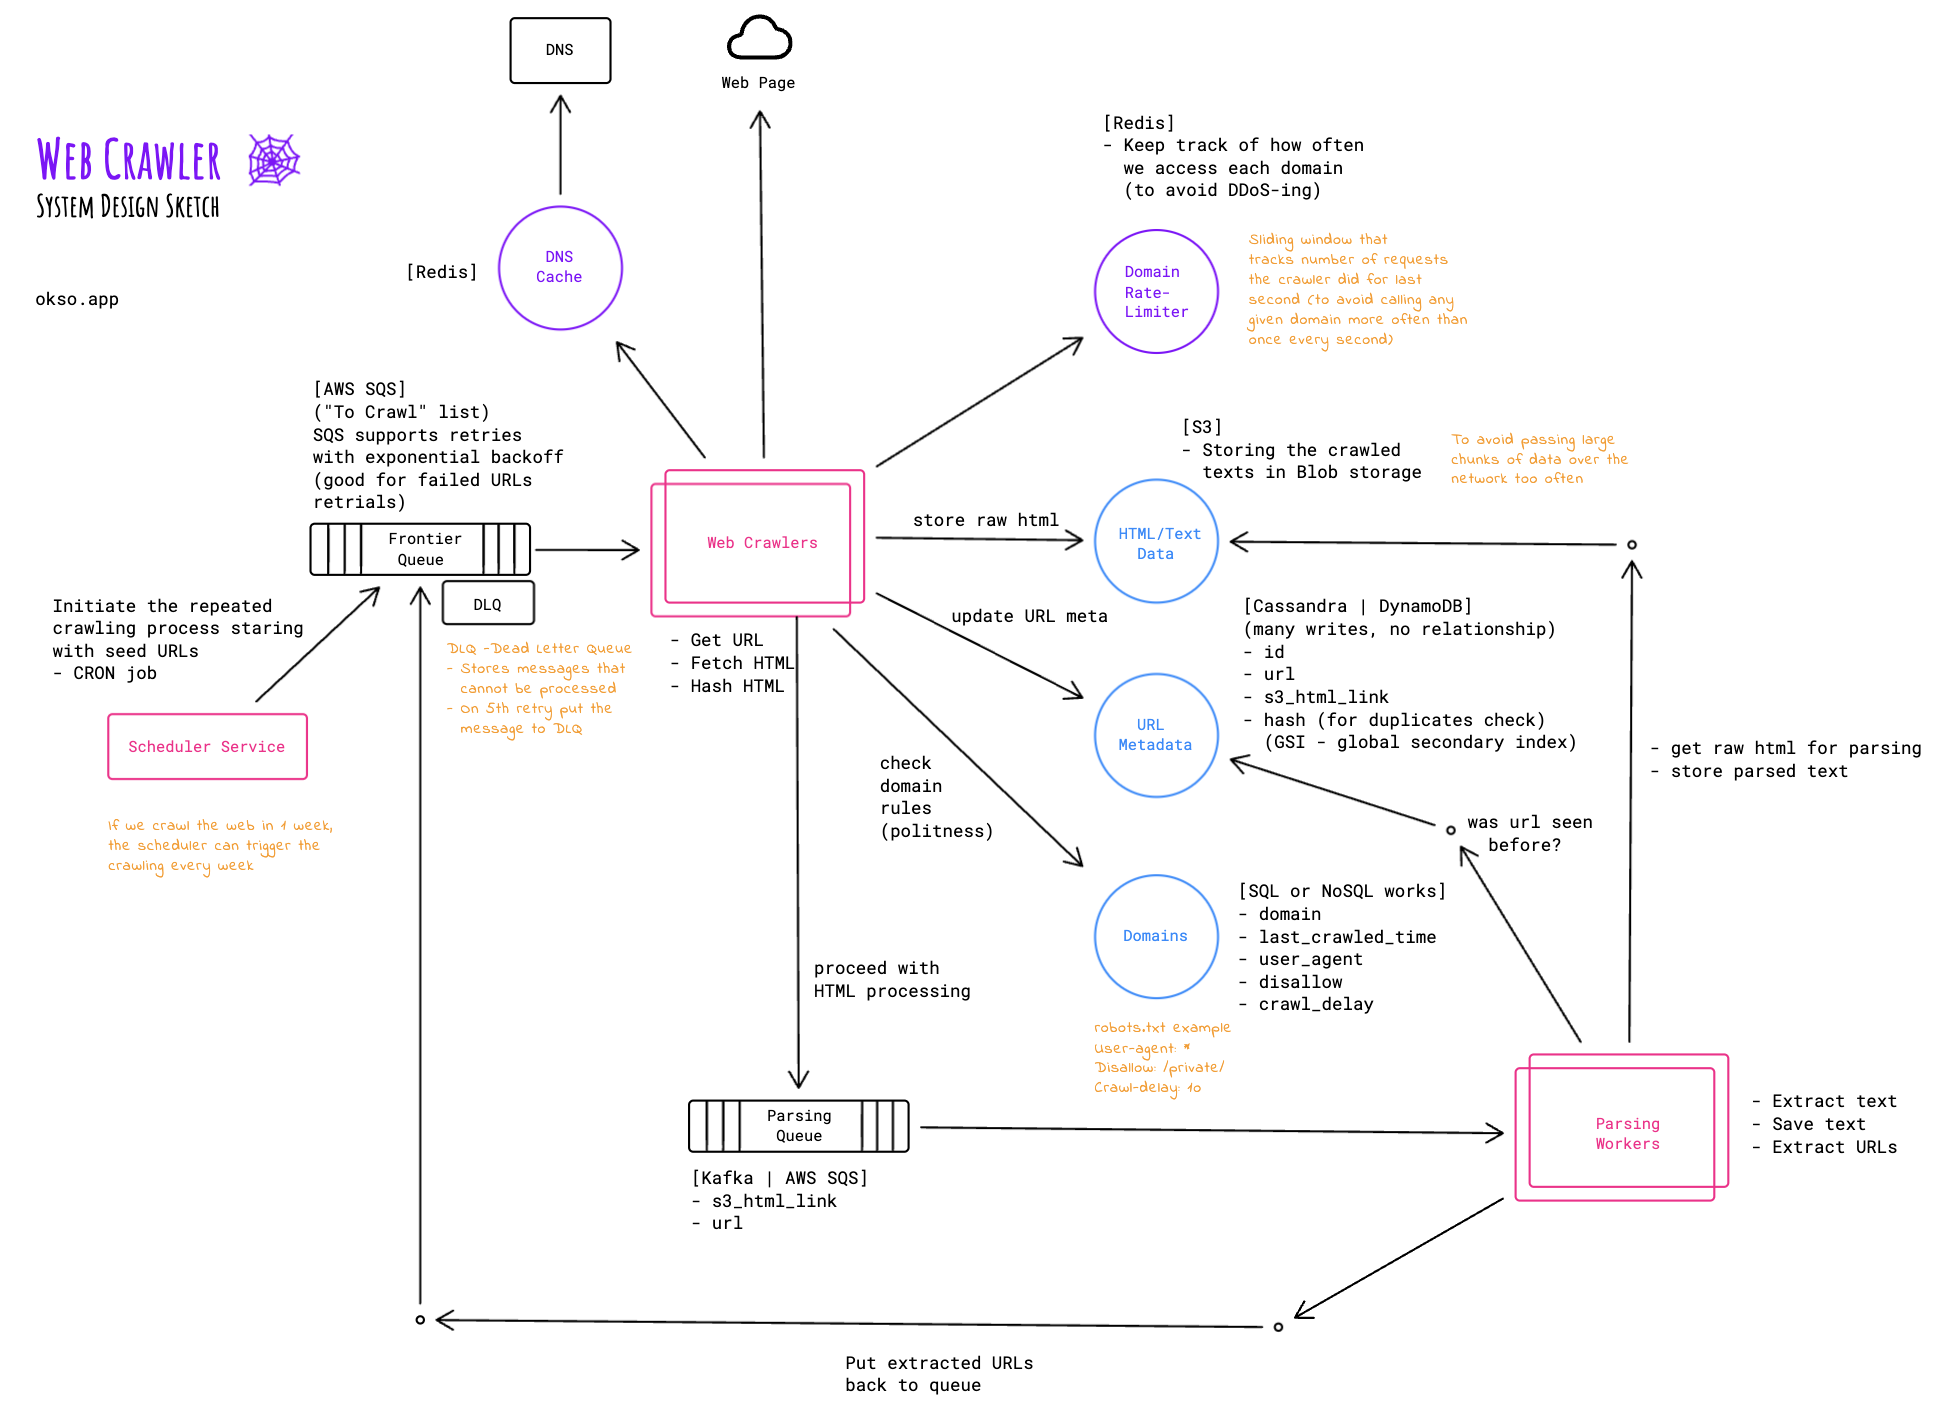 DNS
Web Page
WEB CRAWLER
SYSTEM DESIGN SKETCH
okso.app
[Redis]
- Keep track of how often
we access each domain
(to avoid DDoS-ing)
DNS
Cache
[Redis]
Domain
Rate-
Limiter
Sliding window that
tracks number of requests
the crawler did for last
second (to avoid calling any
given domain more often than
once every second)
[AWS SQS]
("To Crawl" list)
SQS supports retries
with exponential backoff
(good for failed URLs
retrials)
Frontier
Queue
DLQ
DLQ -Dead Letter Queue
- Stores messages that
cannot be processed
- On 5th retry put the
message to DLQ
Initiate the repeated
crawling process staring
with seed URLs
- CRON job
Scheduler Service
If we crawl the web in 1 week,
the scheduler can trigger the
crawling every week
Web Crawlers
- Get URL
- Fetch HTML
- Hash HTML
store raw html
[S3]
- Storing the crawled
texts in Blob storage
To avoid passing large
chunks of data over the
network too often
HTML/Text
Data
update URL meta
[Cassandra | DynamoDB]
(many writes, no relationship)
- id
- url
- s3_html_link
- hash (for duplicates check)
(GSI - global secondary index)
URL
Metadata
check
domain
rules
(politness)
was url seen
before?
- get raw html for parsing
- store parsed text
Domains
[SQL or NoSQL works]
- domain
- last_crawled_time
- user_agent
- disallow
- crawl_delay
robots.txt example
User-agent: *
Disallow: /private/
Crawl-delay: 10
proceed with
HTML processing
Parsing
Queue
[Kafka | AWS SQS]
- s3_html_link
- url
Parsing
Workers
- Extract text
- Save text
- Extract URLs
Put extracted URLs
back to queue